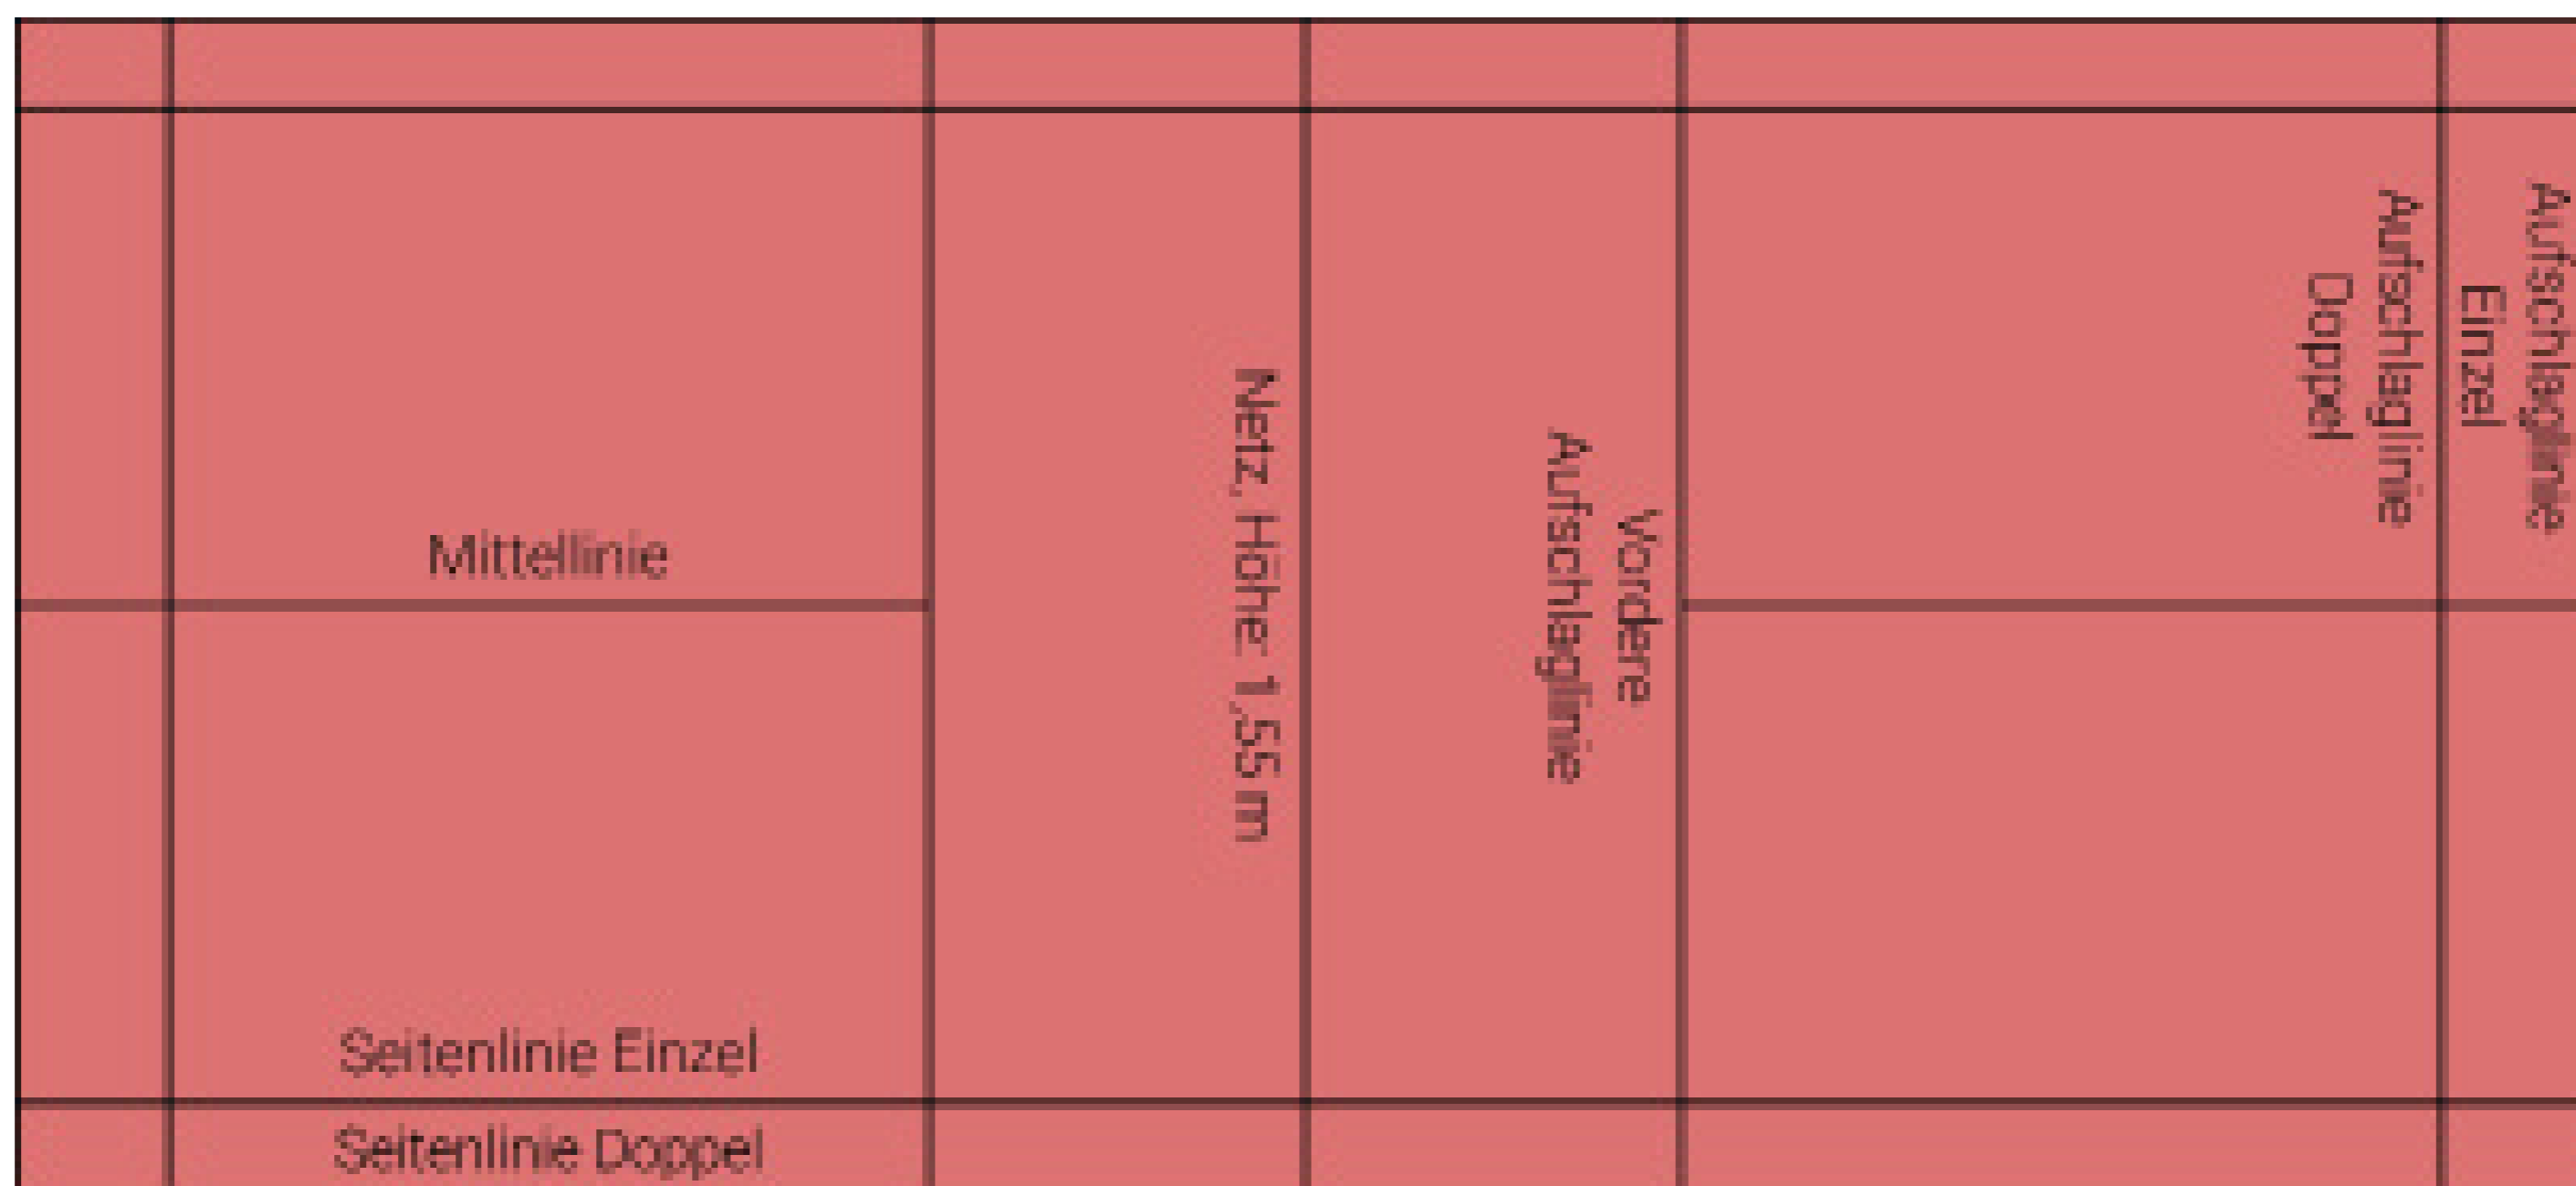 Mittellinie
Seitenlinie Einzel
Seitenlinie Doppel
Netz, Höhe 1,55 m
Vordere
Aufschlaglinie
Aufschlaglinie
Doppel
Aufschlaglinie
Einzel